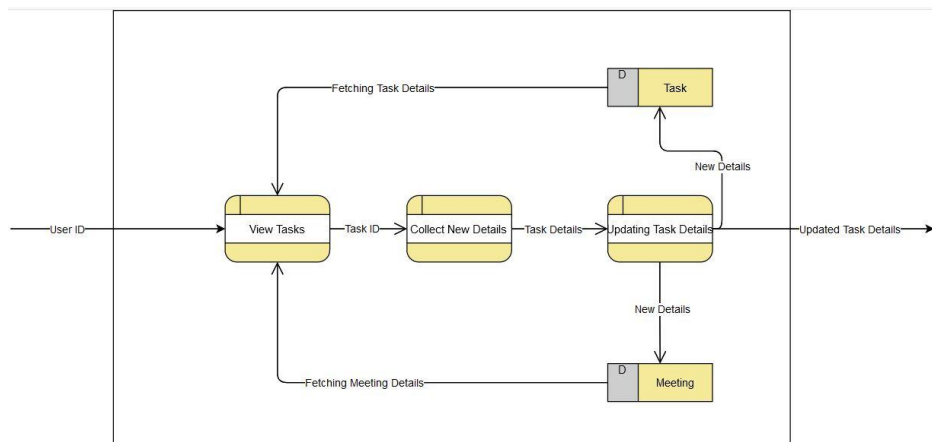 D
Task
Fetching Task Details
New Details
User ID
View Tasks
Task ID
Collect New Details
Task Details
Updating Task Details
Updated Task Details
New Details
D
Meeting
Fetching Meeting Details